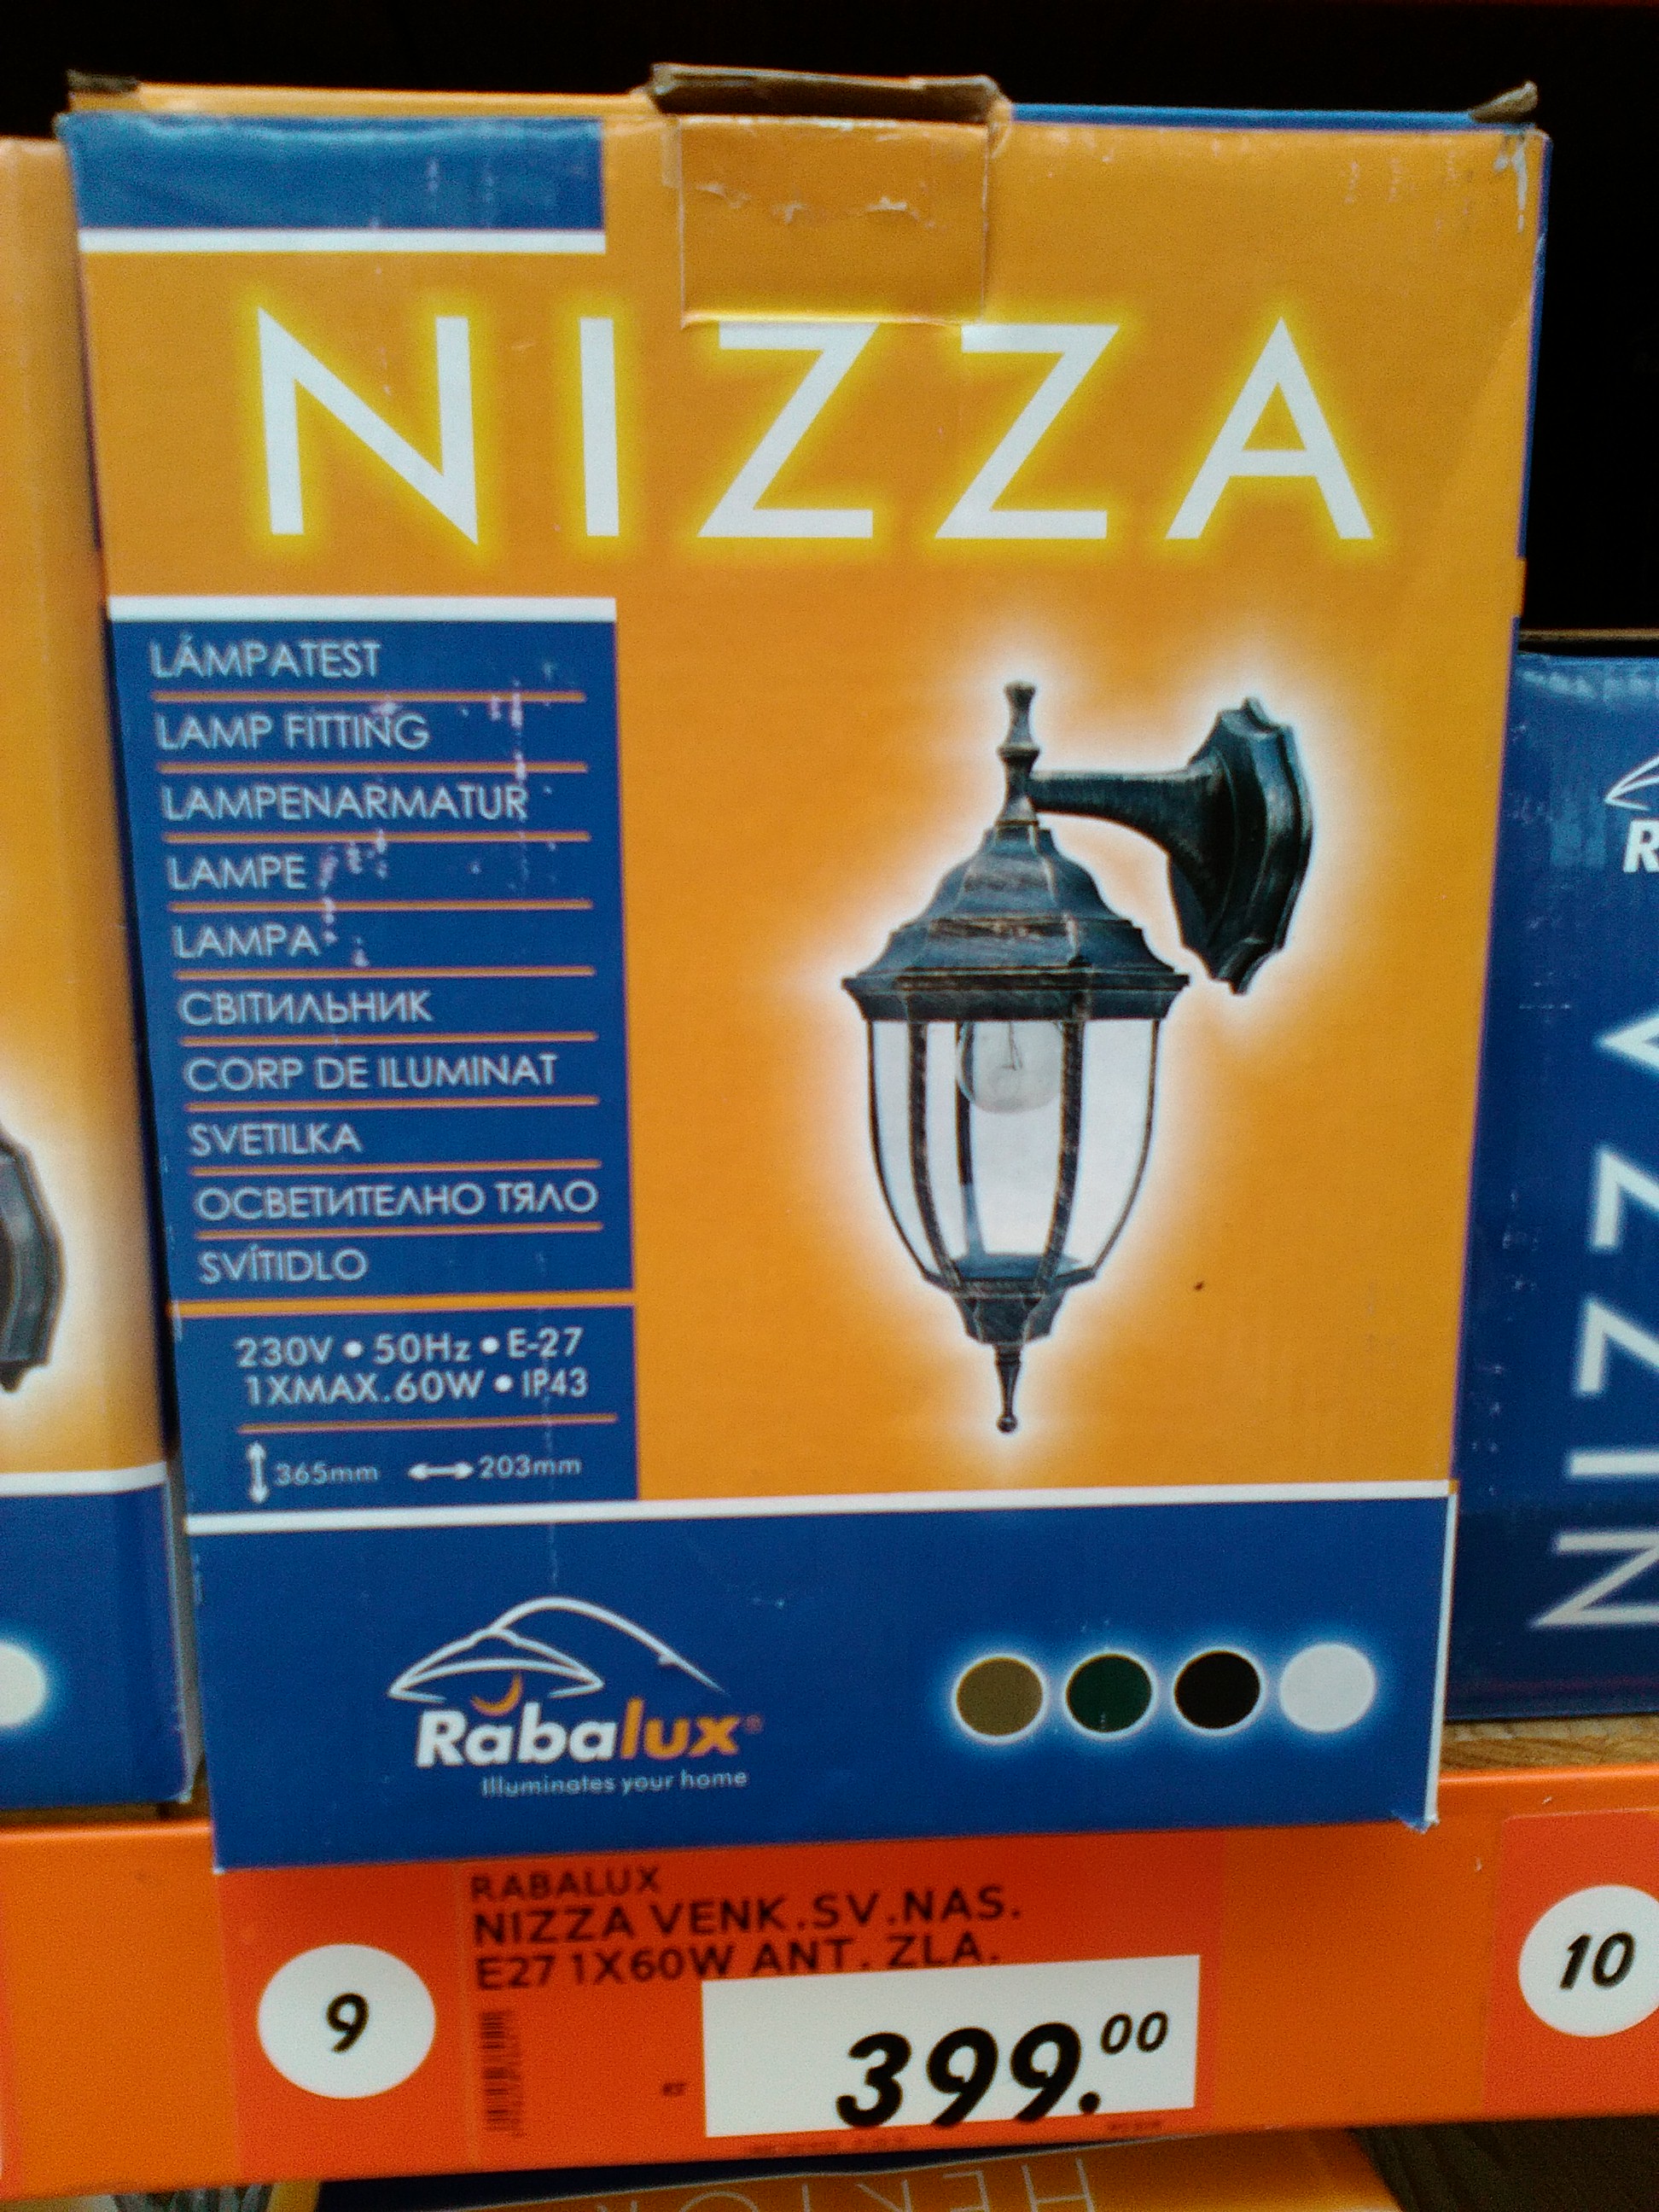 NIZZA
LÁMPATEST
LAMP FITTING
LAMPENARMATUR
LAMPE
LAMPA
СВІТИЛЬНИК
CORP DE ILUMINAT
SVETILKA
ОСВЕТИТЕЛНО ТЯЛО
SVÍTIDLO
230V • 50Hz • E-27
1XMAX.60W • IP43
365mm 203mm
Rabalux®
Illuminates your home
RABALUX
NIZZA VENK.SV.NAS.
E27 1X60W ANT. ZLA.
9
399.00
10
R
NIZZA
HEKTOR